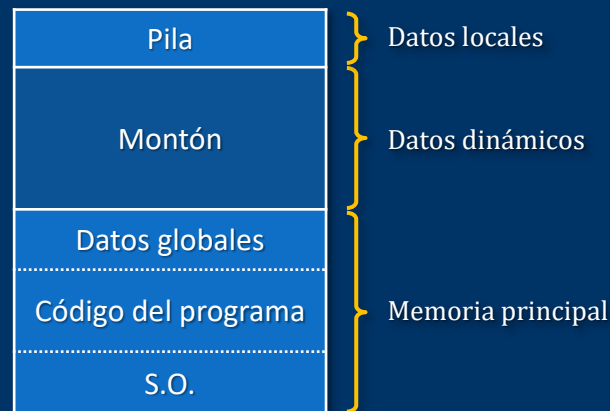 Pila
Datos locales
Montón
Datos dinámicos
Datos globales
Código del programa
Memoria principal
S.O.